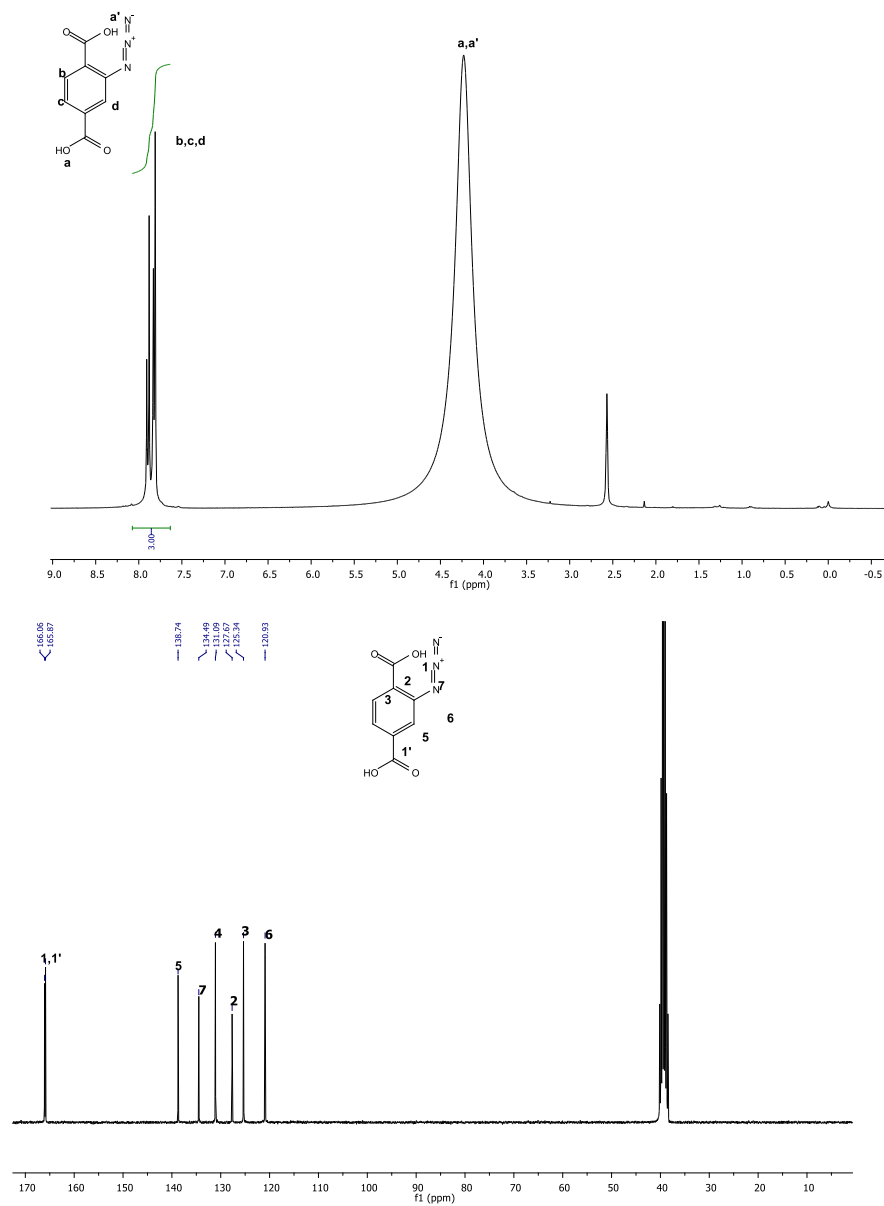 a'
N-
O
OH
N+
b
N
c
d
HO
a
O
a,a'
b,c,d
3.00
9.0 8.5 8.0 7.5 7.0 6.5 6.0 5.5 5.0 4.5 4.0 3.5 3.0 2.5 2.0 1.5 1.0 0.5 0.0 -0.5
f1 (ppm)
166.06
165.87
138.74
134.49
131.09
127.67
125.34
120.93
N-
O
OH
1
N+
2
N
7
3
6
5
1'
HO
O
1,1'
5
7
4
2
3
6
170 160 150 140 130 120 110 100 90 80 70 60 50 40 30 20 10
f1 (ppm)